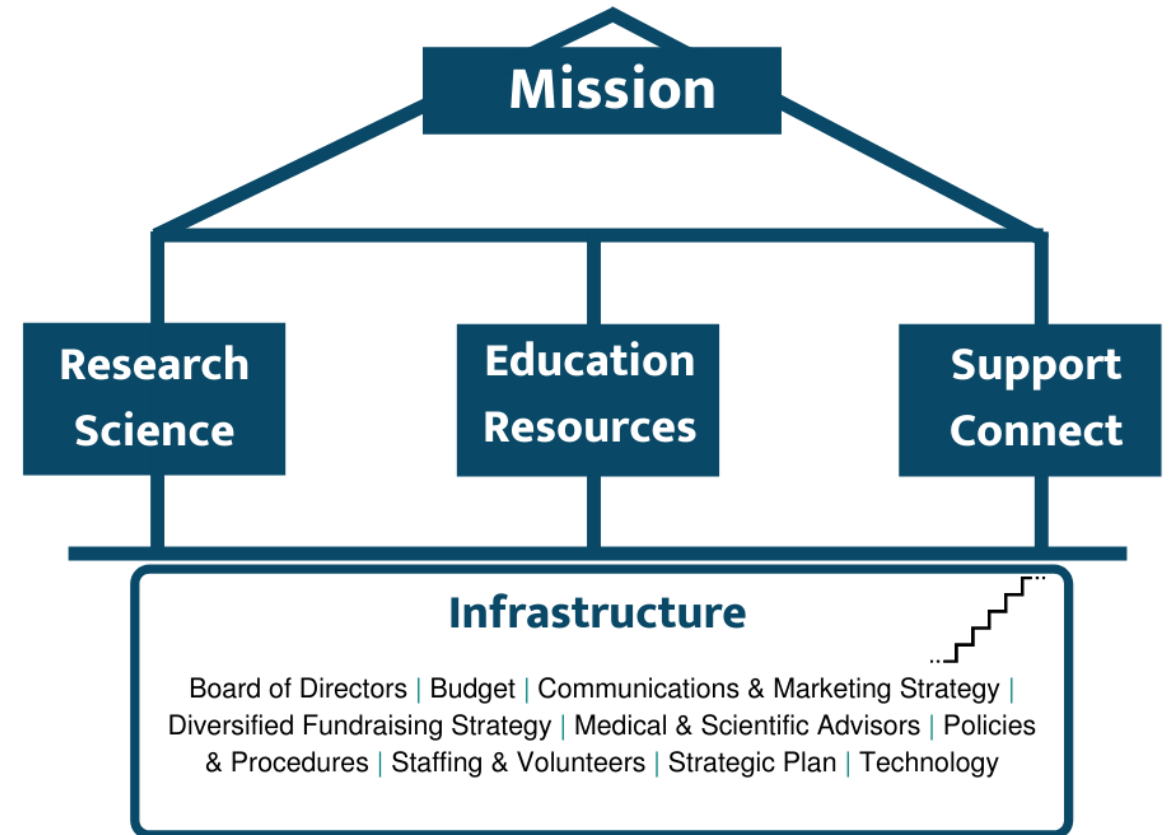 Mission
Research
Science
Education
Resources
Support
Connect
Infrastructure
Board of Directors | Budget | Communications & Marketing Strategy |
Diversified Fundraising Strategy | Medical & Scientific Advisors | Policies
& Procedures | Staffing & Volunteers | Strategic Plan | Technology